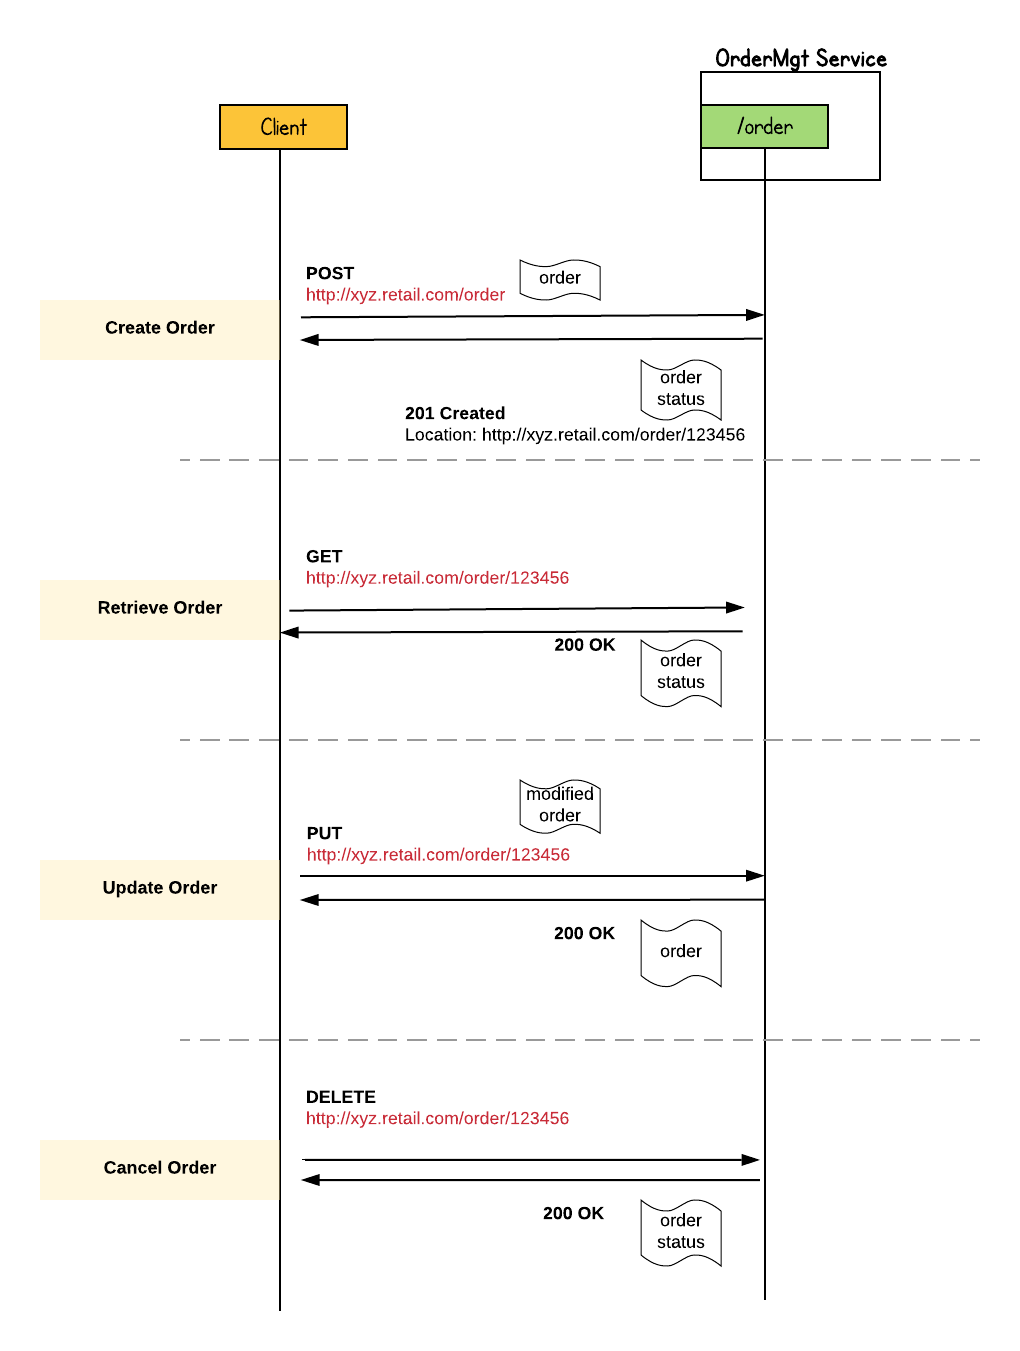 OrderMgt Service
Client
/order
POST
http://xyz.retail.com/order
order
Create Order
order
status
201 Created
Location: http://xyz.retail.com/order/123456
GET
http://xyz.retail.com/order/123456
Retrieve Order
200 OK
order
status
modified
order
PUT
http://xyz.retail.com/order/123456
Update Order
200 OK
order
DELETE
http://xyz.retail.com/order/123456
Cancel Order
200 OK
order
status